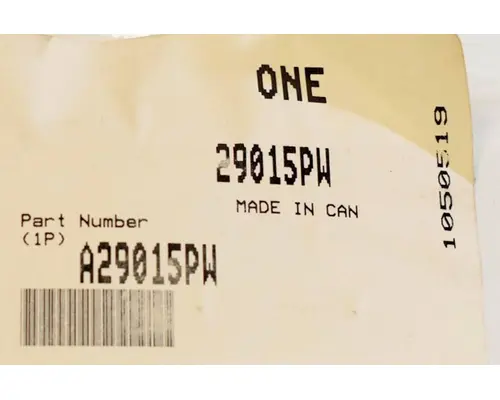 ONE
29015PW
MADE IN CAN
Part Number
(1P)
A29015PW
1050519